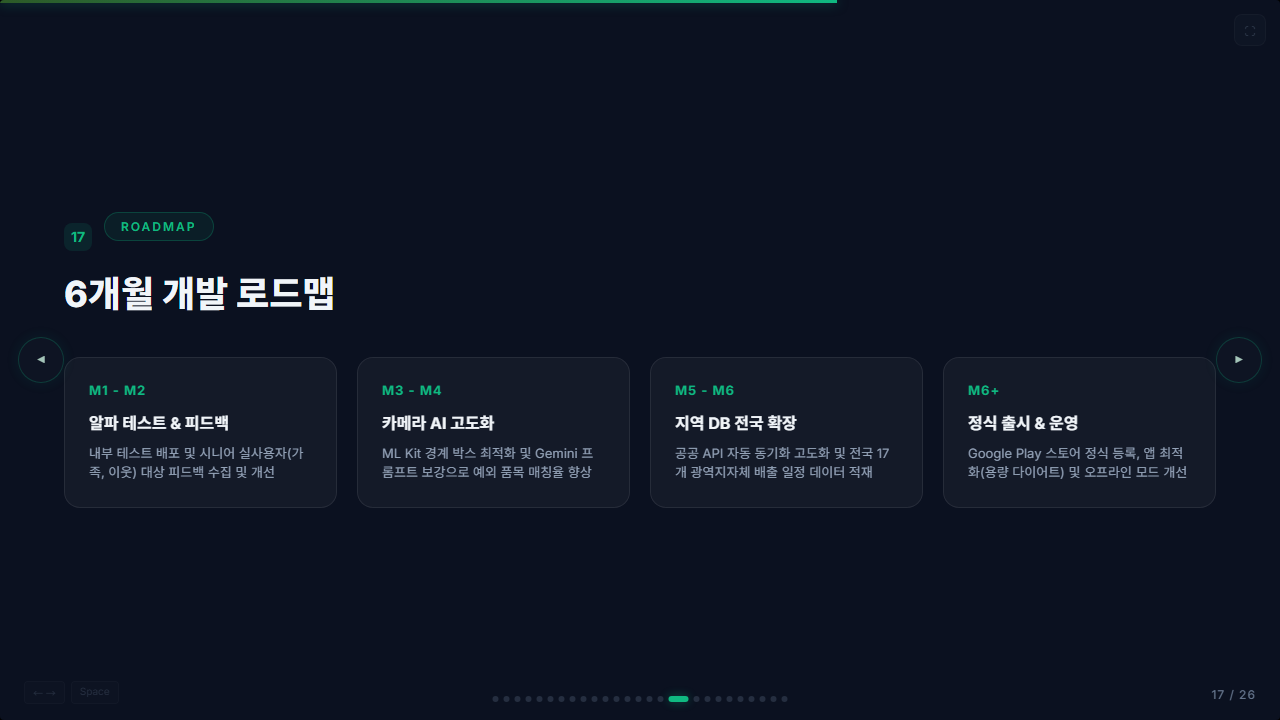 17
ROADMAP
6개월 개발 로드맵
M1 - M2
알파 테스트 & 피드백
내부 테스트 배포 및 시니어 실사용자(가
족, 이웃) 대상 피드백 수집 및 개선
M3 - M4
카메라 AI 고도화
ML Kit 경계 박스 최적화 및 Gemini 프
롬프트 보강으로 예외 품목 매칭율 향상
M5 - M6
지역 DB 전국 확장
공공 API 자동 동기화 고도화 및 전국 17
개 광역지자체 배출 일정 데이터 적재
M6+
정식 출시 & 운영
Google Play 스토어 정식 등록, 앱 최적
화(용량 다이어트) 및 오프라인 모드 개선
◀
▶
← →
Space
17 / 26